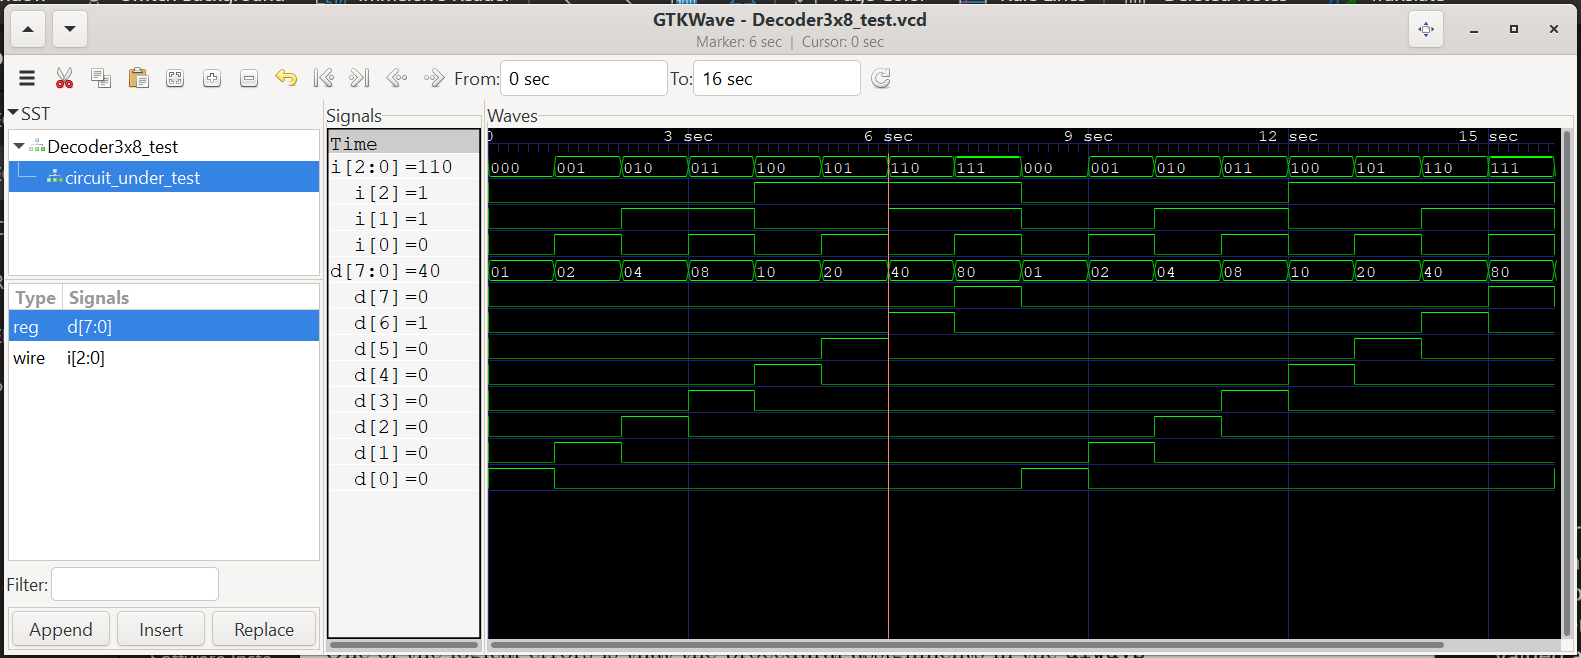 GTKWave - Decoder3x8_test.vcd
Marker: 6 sec | Cursor: 0 sec
From: 0 sec To: 16 sec
SST
Decoder3x8_test
circuit_under_test
Type Signals
reg d[7:0]
wire i[2:0]
Filter:
Append Insert Replace
Signals
Time
i[2:0]=110
i[2]=1
i[1]=1
i[0]=0
d[7:0]=40
d[7]=0
d[6]=1
d[5]=0
d[4]=0
d[3]=0
d[2]=0
d[1]=0
d[0]=0
Waves
0 3 sec 6 sec 9 sec 12 sec 15 sec
000 001 010 011 100 101 110 111 000 001 010 011 100 101 110 111
01 02 04 08 10 20 40 80 01 02 04 08 10 20 40 80